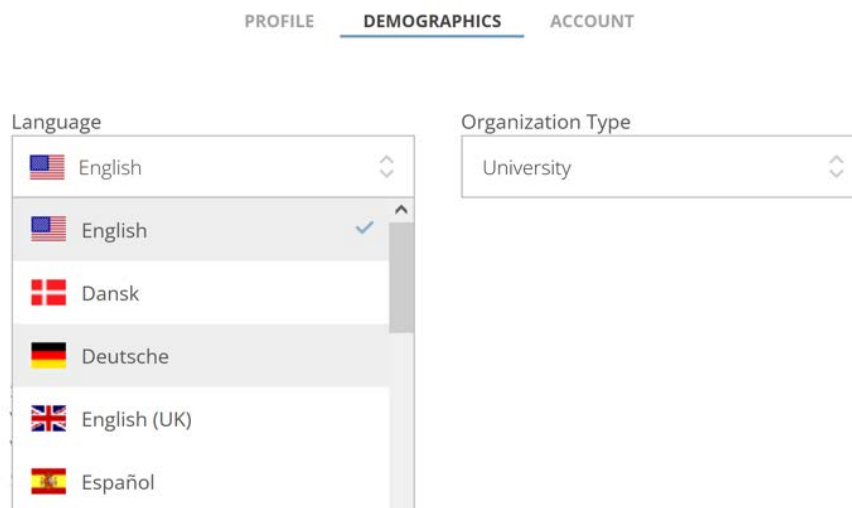 PROFILE DEMOGRAPHICS ACCOUNT
Language Organization Type
English University
English
Dansk
Deutsche
English (UK)
Español